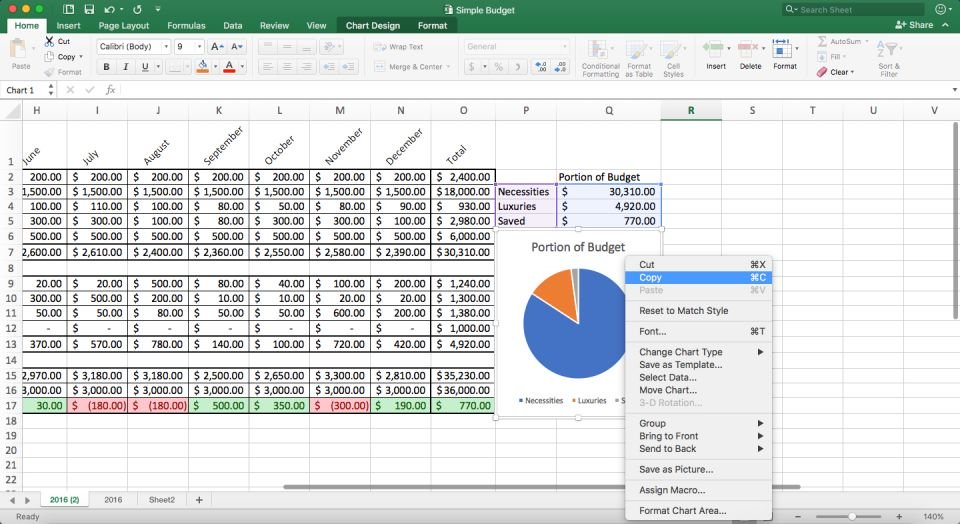 Simple Budget
Search Sheet
Home Insert Page Layout Formulas Data Review View Chart Design Format Share
Paste Cut Calibri (Body) 9 A A Wrap Text General AutoSum
Copy Fill
Format B I U A Merge & Center $ % Conditional Formatting Format as Table Cell Styles Insert Delete Format Clear Sort & Filter
Chart 1 fx
H I J K L M N O P Q R S T U V
1 June July August September October November December Total
2 200.00 $ 200.00 $ 200.00 $ 200.00 $ 200.00 $ 200.00 $ 200.00 $ 2,400.00 Portion of Budget
3 1,500.00 $ 1,500.00 $ 1,500.00 $ 1,500.00 $ 1,500.00 $ 1,500.00 $ 1,500.00 $18,000.00 Necessities $ 30,310.00
4 100.00 $ 110.00 $ 100.00 $ 80.00 $ 50.00 $ 80.00 $ 90.00 $ 930.00 Luxuries $ 4,920.00
5 300.00 $ 300.00 $ 100.00 $ 80.00 $ 300.00 $ 300.00 $ 100.00 $ 2,980.00 Saved $ 770.00
6 500.00 $ 500.00 $ 500.00 $ 500.00 $ 500.00 $ 500.00 $ 500.00 $ 6,000.00
7 2,600.00 $ 2,610.00 $ 2,400.00 $ 2,360.00 $ 2,550.00 $ 2,580.00 $ 2,390.00 $30,310.00
8
9 20.00 $ 20.00 $ 500.00 $ 80.00 $ 40.00 $ 100.00 $ 200.00 $ 1,240.00
10 300.00 $ 500.00 $ 200.00 $ 10.00 $ 10.00 $ 20.00 $ 20.00 $ 1,300.00
11 50.00 $ 50.00 $ 80.00 $ 50.00 $ 50.00 $ 600.00 $ 200.00 $ 1,380.00
12 - $ - $ - $ - $ - $ - $ - $ 1,000.00
13 370.00 $ 570.00 $ 780.00 $ 140.00 $ 100.00 $ 720.00 $ 420.00 $ 4,920.00
14
15 2,970.00 $ 3,180.00 $ 3,180.00 $ 2,500.00 $ 2,650.00 $ 3,300.00 $ 2,810.00 $35,230.00
16 3,000.00 $ 3,000.00 $ 3,000.00 $ 3,000.00 $ 3,000.00 $ 3,000.00 $ 3,000.00 $36,000.00
17 30.00 $ (180.00) $ (180.00) $ 500.00 $ 350.00 $ (300.00) $ 190.00 $ 770.00
18
19
20
21
22
Portion of Budget
Necessities Luxuries S
Cut ⌘X
Copy ⌘C
Paste ⌘V
Reset to Match Style
Font... ⌘T
Change Chart Type
Save as Template...
Select Data...
Move Chart...
3-D Rotation...
Group
Bring to Front
Send to Back
Save as Picture...
Assign Macro...
Format Chart Area...
2016 (2) 2016 Sheet2 +
Ready 140%